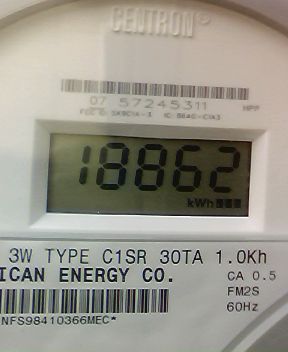 CENTRON®
07 57245311
18862
kWh
3W TYPE C1SR 30TA 1.0Kh
ICAN ENERGY CO.
CA 0.5
FM2S
60Hz
NFS98410366MEC*